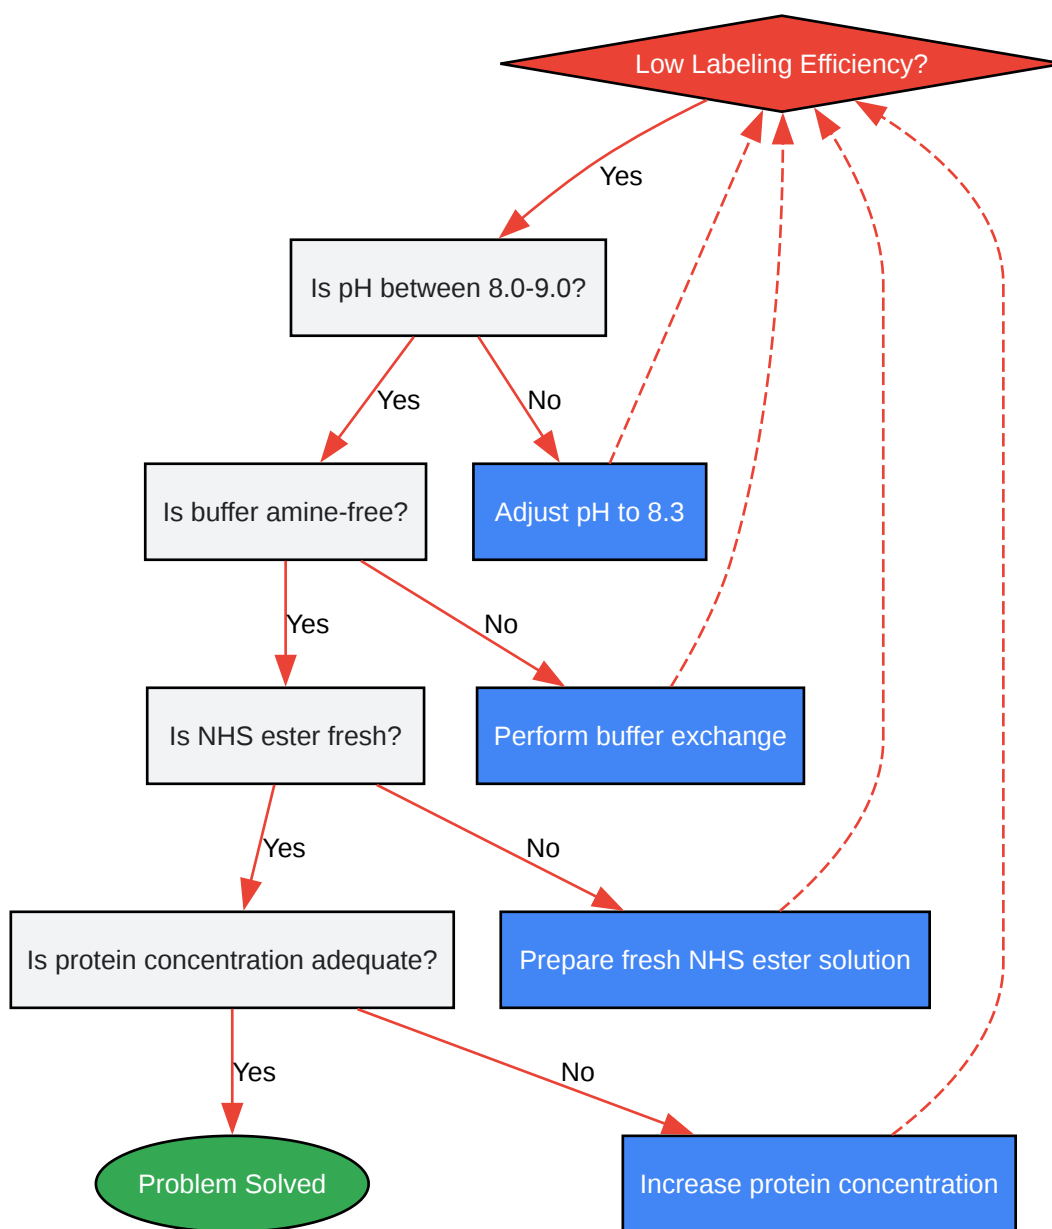 Low Labeling Efficiency?
Yes
Is pH between 8.0-9.0?
Yes
No
Is buffer amine-free?
Adjust pH to 8.3
Yes
No
Is NHS ester fresh?
Perform buffer exchange
Yes
No
Is protein concentration adequate?
Prepare fresh NHS ester solution
Yes
No
Problem Solved
Increase protein concentration